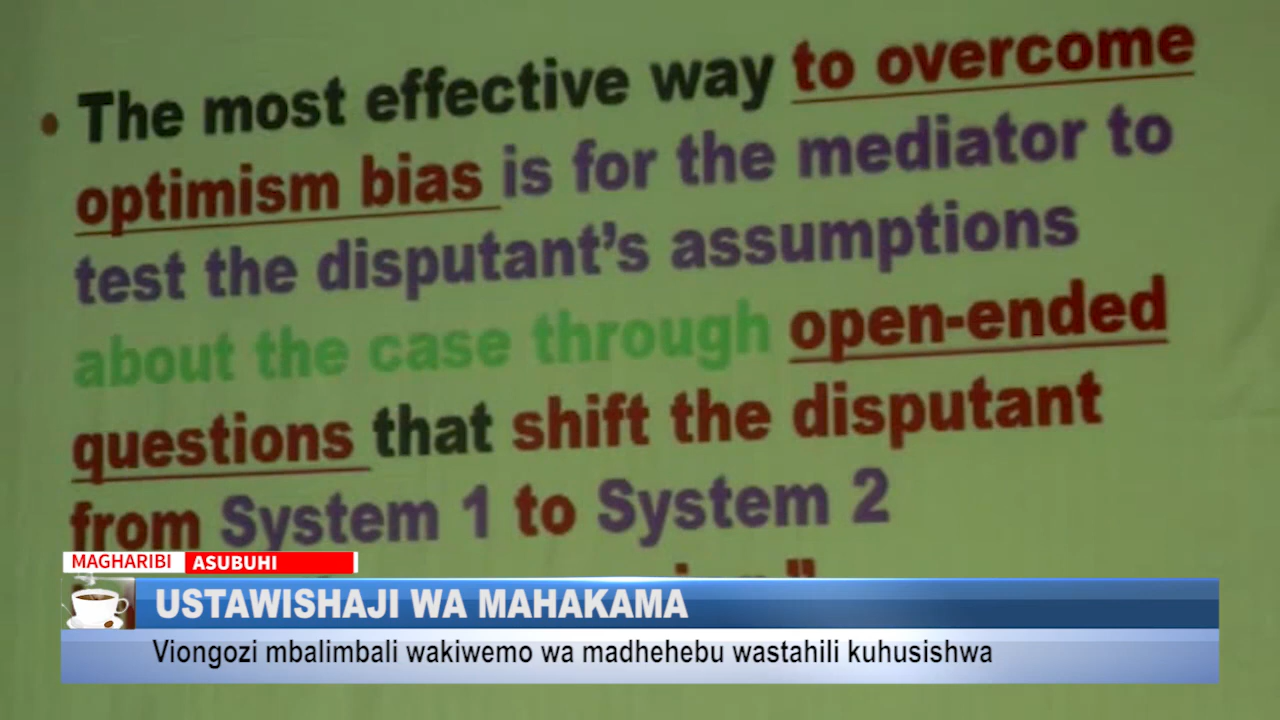 • The most effective way to overcome
optimism bias is for the mediator to
test the disputant’s assumptions
about the case through open-ended
questions that shift the disputant
from System 1 to System 2
MAGHARIBI ASUBUHI
USTAWISHAJI WA MAHAKAMA
Viongozi mbalimbali wakiwemo wa madhehebu wastahili kuhusishwa